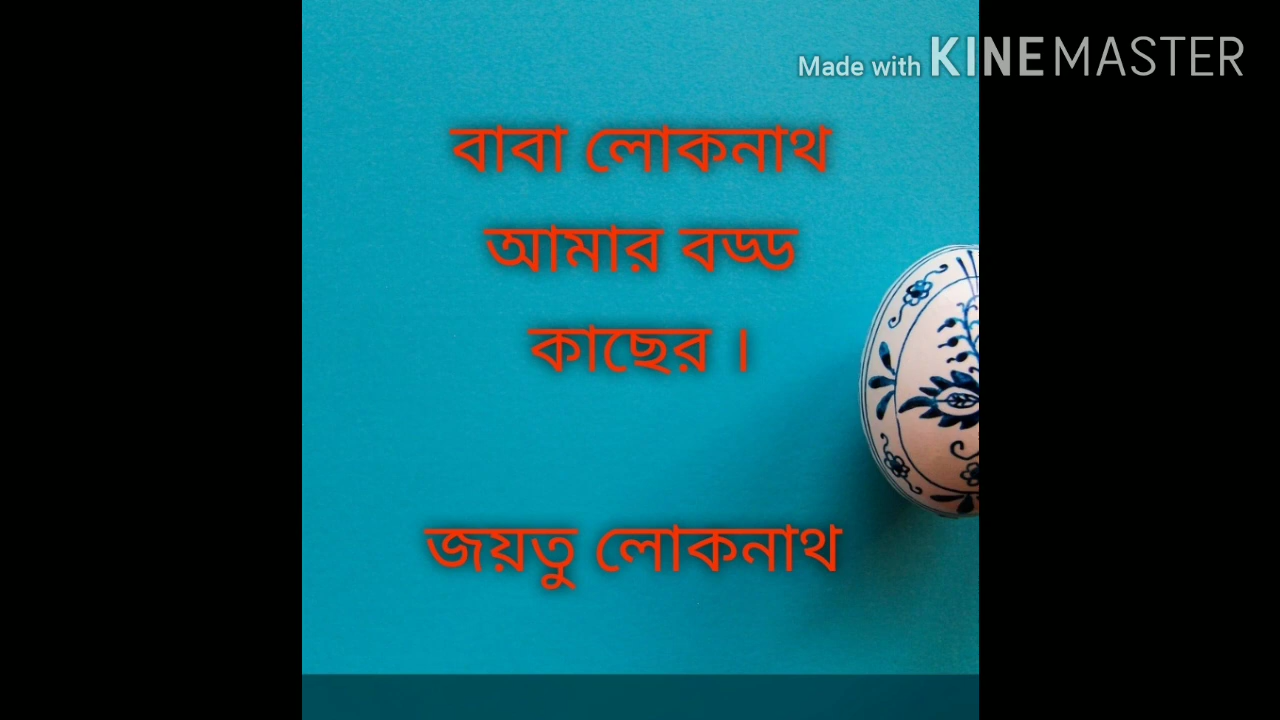 Made with KINEMASTER
বাবা লোকনাথ
আমার বড্ড
কাছের ।
জয়তু লোকনাথ